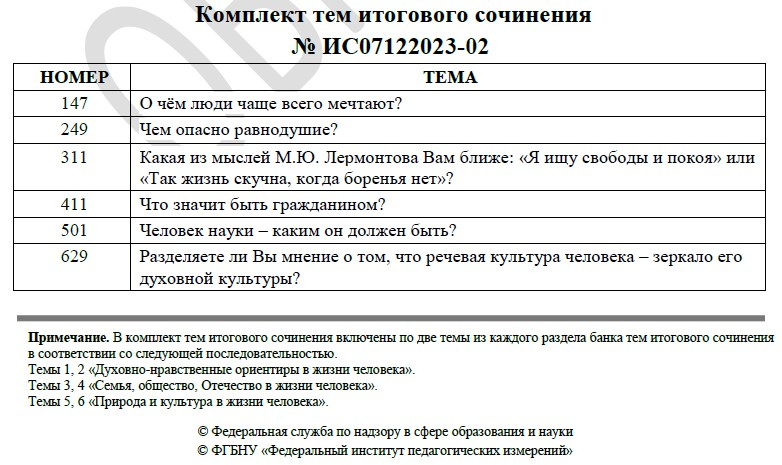 Комплект тем итогового сочинения
№ ИС07122023-02
НОМЕР ТЕМА
147 О чём люди чаще всего мечтают?
249 Чем опасно равнодушие?
311 Какая из мыслей М.Ю. Лермонтова Вам ближе: «Я ищу свободы и покоя» или
«Так жизнь скучна, когда боренья нет»?
411 Что значит быть гражданином?
501 Человек науки – каким он должен быть?
629 Разделяете ли Вы мнение о том, что речевая культура человека – зеркало его
духовной культуры?
Примечание. В комплект тем итогового сочинения включены по две темы из каждого раздела банка тем итогового сочинения
в соответствии со следующей последовательностью.
Темы 1, 2 «Духовно-нравственные ориентиры в жизни человека».
Темы 3, 4 «Семья, общество, Отечество в жизни человека».
Темы 5, 6 «Природа и культура в жизни человека».
© Федеральная служба по надзору в сфере образования и науки
© ФГБНУ «Федеральный институт педагогических измерений»